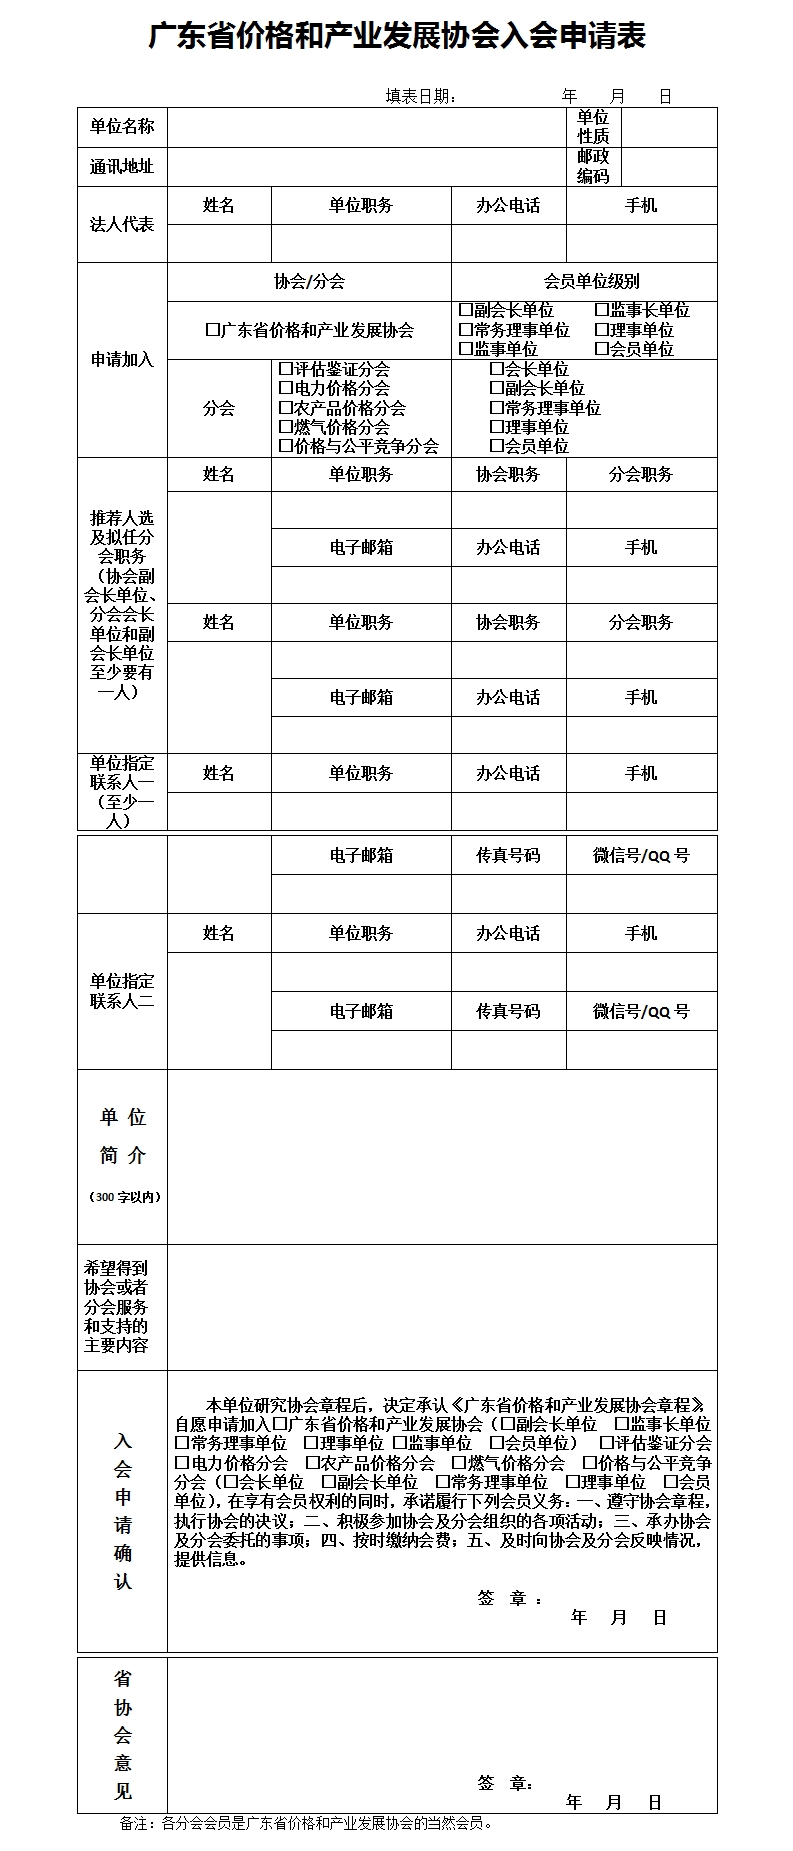 广东省价格和产业发展协会入会申请表
填表日期： 年 月 日
单位名称 单位性质
通讯地址 邮政编码
法人代表 姓名 单位职务 办公电话 手机
申请加入 协会/分会 会员单位级别
□广东省价格和产业发展协会
□副会长单位 □监事长单位
□常务理事单位 □理事单位
□监事单位 □会员单位
分会
□评估鉴证分会
□电力价格分会
□农产品价格分会
□燃气价格分会
□价格与公平竞争分会
□会长单位
□副会长单位
□常务理事单位
□理事单位
□会员单位
推荐人选
及拟任分
会职务
（协会副
会长单位、
分会会长
单位和副
会长单位
至少要有
一人）
姓名 单位职务 协会职务 分会职务
电子邮箱 办公电话 手机
姓名 单位职务 协会职务 分会职务
电子邮箱 办公电话 手机
单位指定
联系人一
（至少一
人）
姓名 单位职务 办公电话 手机
电子邮箱 传真号码 微信号/QQ 号
单位指定
联系人二
姓名 单位职务 办公电话 手机
电子邮箱 传真号码 微信号/QQ 号
单 位
简 介
（300 字以内）
希望得到
协会或者
分会服务
和支持的
主要内容
入
会
申
请
确
认
本单位研究协会章程后，决定承认《广东省价格和产业发展协会章程》，
自愿申请加入□广东省价格和产业发展协会（□副会长单位 □监事长单位
□常务理事单位 □理事单位 □监事单位 □会员单位） □评估鉴证分会
□电力价格分会 □农产品价格分会 □燃气价格分会 □价格与公平竞争
分会（□会长单位 □副会长单位 □常务理事单位 □理事单位 □会员
单位），在享有会员权利的同时，承诺履行下列会员义务：一、遵守协会章程，
执行协会的决议；二、积极参加协会及分会组织的各项活动；三、承办协会
及分会委托的事项；四、按时缴纳会费；五、及时向协会及分会反映情况，
提供信息。
签 章 ：
年 月 日
省
协
会
意
见
签 章：
年 月 日
备注：各分会会员是广东省价格和产业发展协会的当然会员。